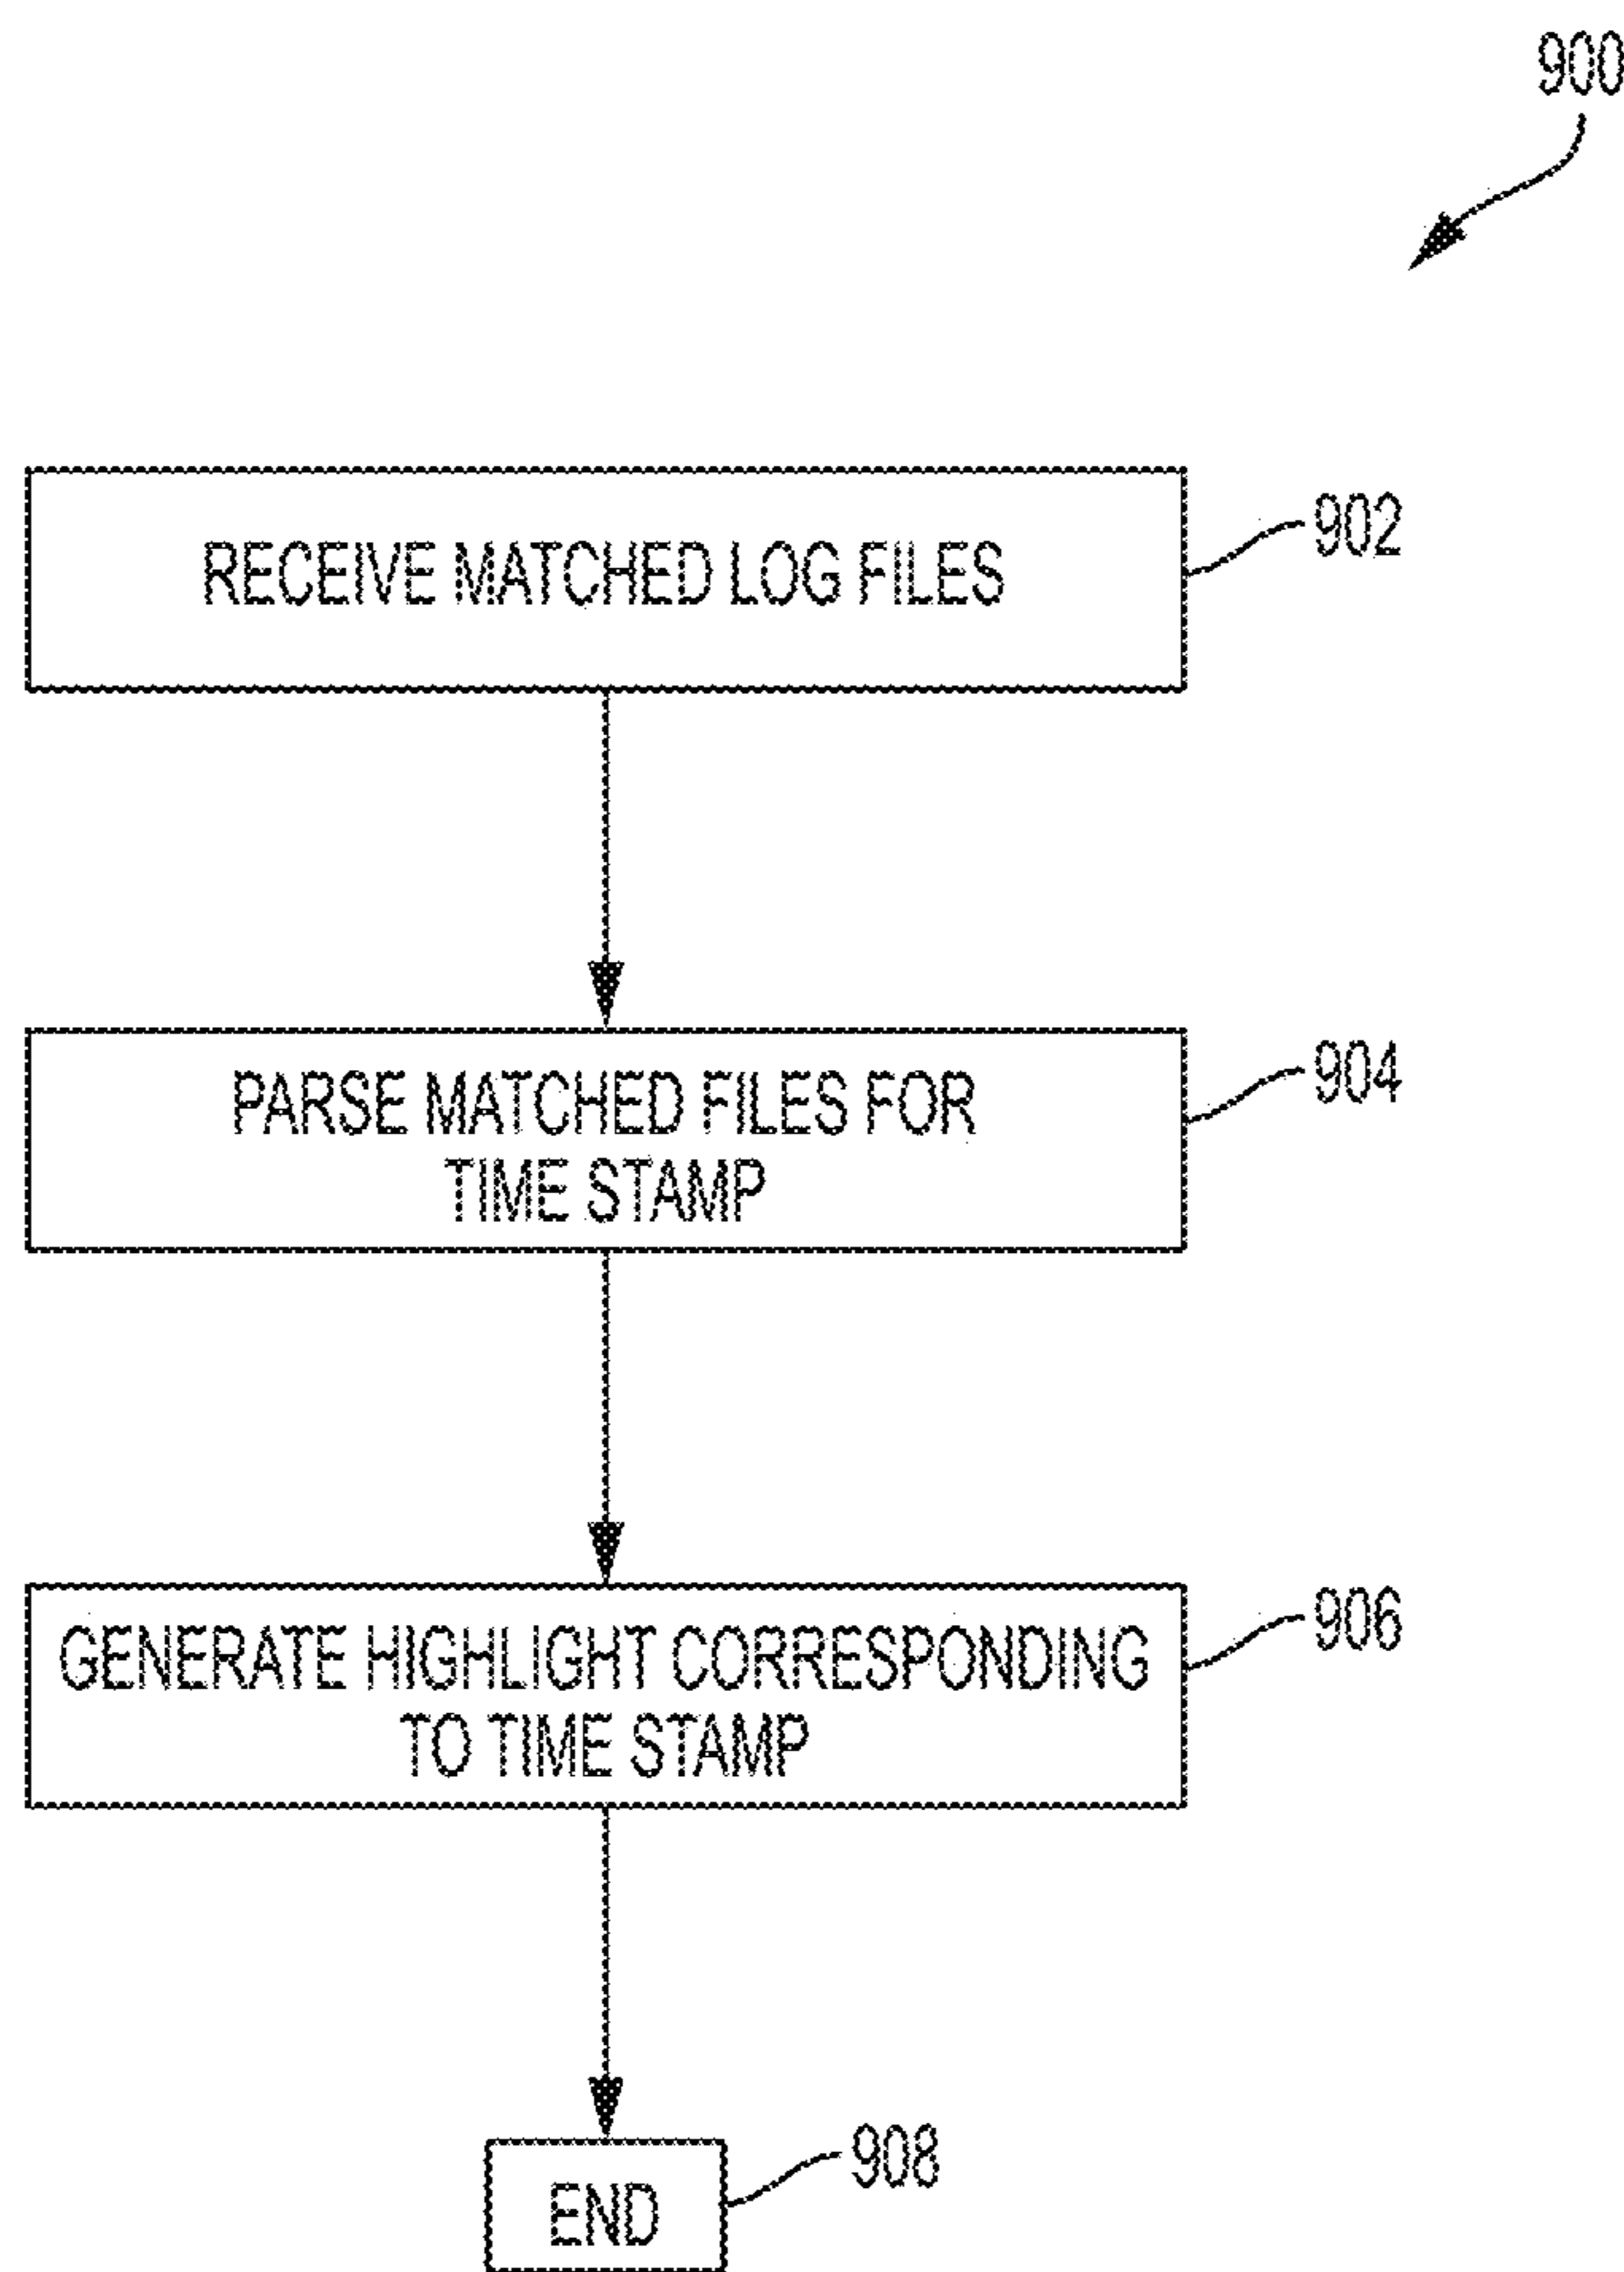 900
RECEIVE MATCHED LOG FILES
902
PARSE MATCHED FILES FOR
TIME STAMP
904
GENERATE HIGHLIGHT CORRESPONDING
TO TIME STAMP
906
END
908